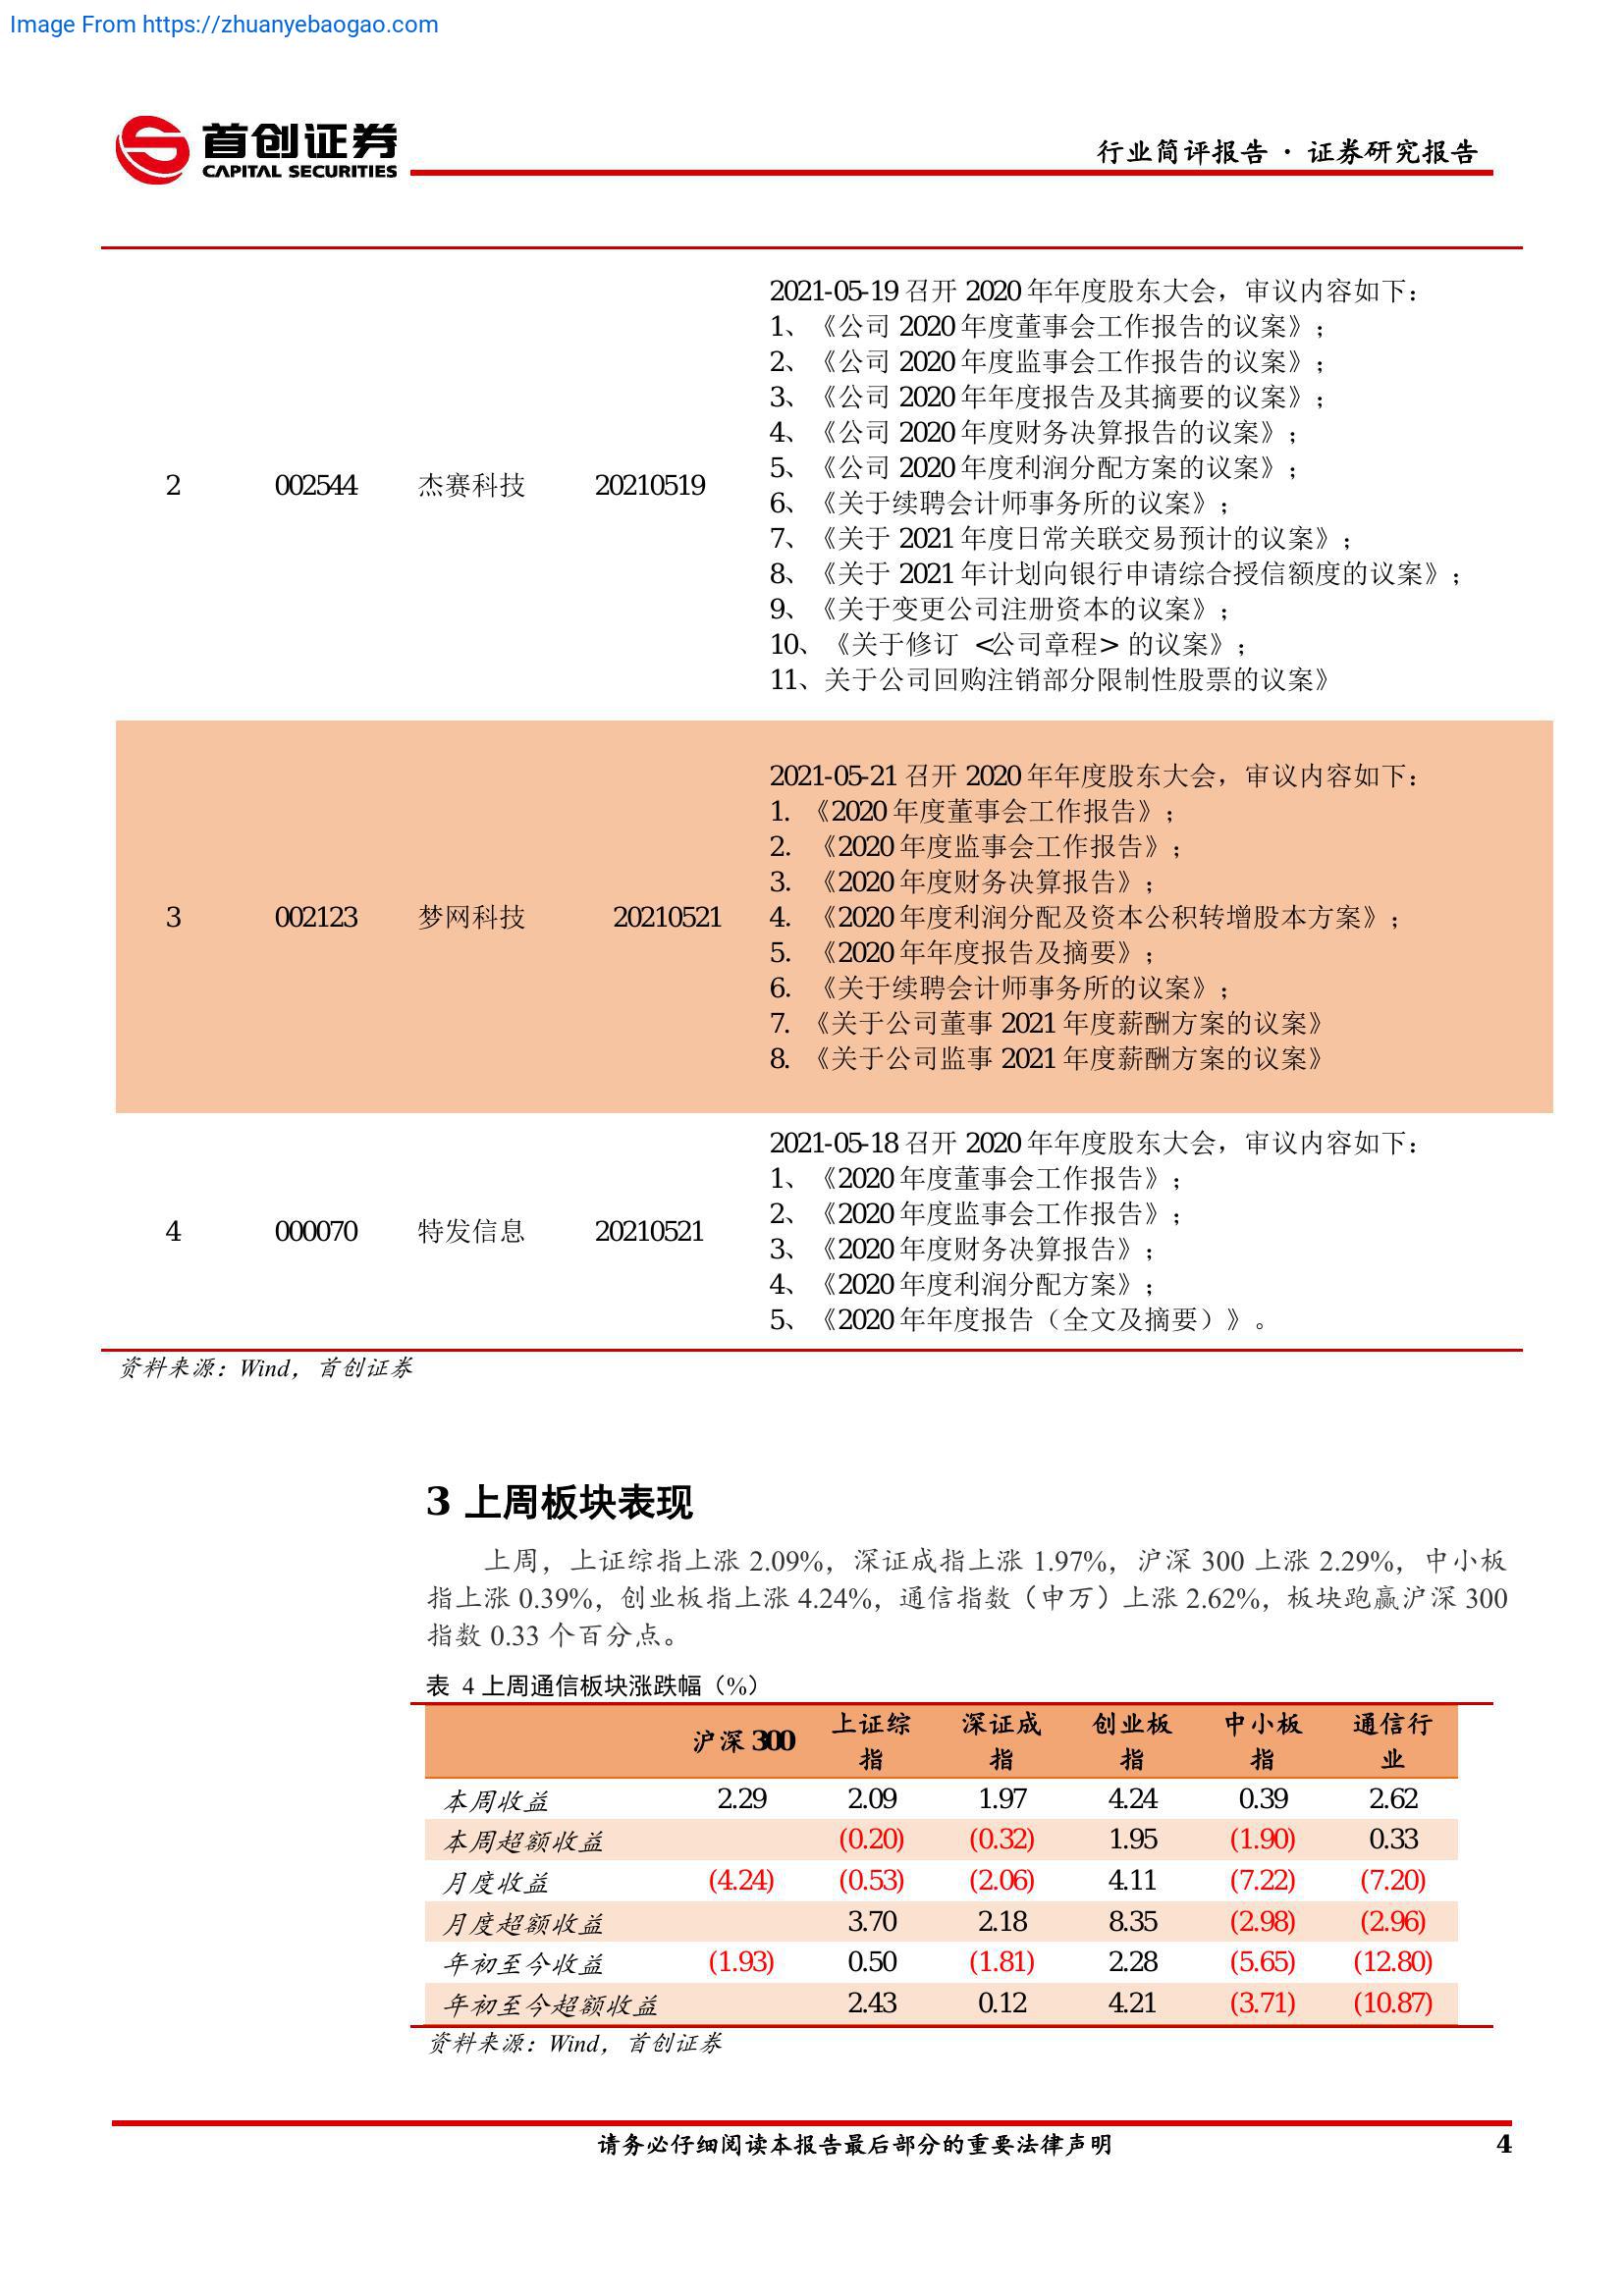 Image From https://zhuanyebaogao.com
首创证券
CAPITAL SECURITIES
行业简评报告 · 证券研究报告
2 002544 杰赛科技 20210519
2021-05-19 召开 2020 年年度股东大会，审议内容如下：
1、《公司 2020 年度董事会工作报告的议案》；
2、《公司 2020 年度监事会工作报告的议案》；
3、《公司 2020 年年度报告及其摘要的议案》；
4、《公司 2020 年度财务决算报告的议案》；
5、《公司 2020 年度利润分配方案的议案》；
6、《关于续聘会计师事务所的议案》；
7、《关于 2021 年度日常关联交易预计的议案》；
8、《关于 2021 年计划向银行申请综合授信额度的议案》；
9、《关于变更公司注册资本的议案》；
10、《关于修订 <公司章程> 的议案》；
11、关于公司回购注销部分限制性股票的议案》
3 002123 梦网科技 20210521
2021-05-21 召开 2020 年年度股东大会，审议内容如下：
1. 《2020 年度董事会工作报告》；
2. 《2020 年度监事会工作报告》；
3. 《2020 年度财务决算报告》；
4. 《2020 年度利润分配及资本公积转增股本方案》；
5. 《2020 年年度报告及摘要》；
6. 《关于续聘会计师事务所的议案》；
7. 《关于公司董事 2021 年度薪酬方案的议案》
8. 《关于公司监事 2021 年度薪酬方案的议案》
4 000070 特发信息 20210521
2021-05-18 召开 2020 年年度股东大会，审议内容如下：
1、《2020 年度董事会工作报告》；
2、《2020 年度监事会工作报告》；
3、《2020 年度财务决算报告》；
4、《2020 年度利润分配方案》；
5、《2020 年年度报告（全文及摘要）》。
资料来源：Wind，首创证券
3 上周板块表现
上周，上证综指上涨 2.09%，深证成指上涨 1.97%，沪深 300 上涨 2.29%，中小板
指上涨 0.39%，创业板指上涨 4.24%，通信指数（申万）上涨 2.62%，板块跑赢沪深 300
指数 0.33 个百分点。
表 4 上周通信板块涨跌幅（%）
沪深 300 上证综指 深证成指 创业板指 中小板指 通信行业
本周收益 2.29 2.09 1.97 4.24 0.39 2.62
本周超额收益 (0.20) (0.32) 1.95 (1.90) 0.33
月度收益 (4.24) (0.53) (2.06) 4.11 (7.22) (7.20)
月度超额收益 3.70 2.18 8.35 (2.98) (2.96)
年初至今收益 (1.93) 0.50 (1.81) 2.28 (5.65) (12.80)
年初至今超额收益 2.43 0.12 4.21 (3.71) (10.87)
资料来源：Wind，首创证券
请务必仔细阅读本报告最后部分的重要法律声明 4